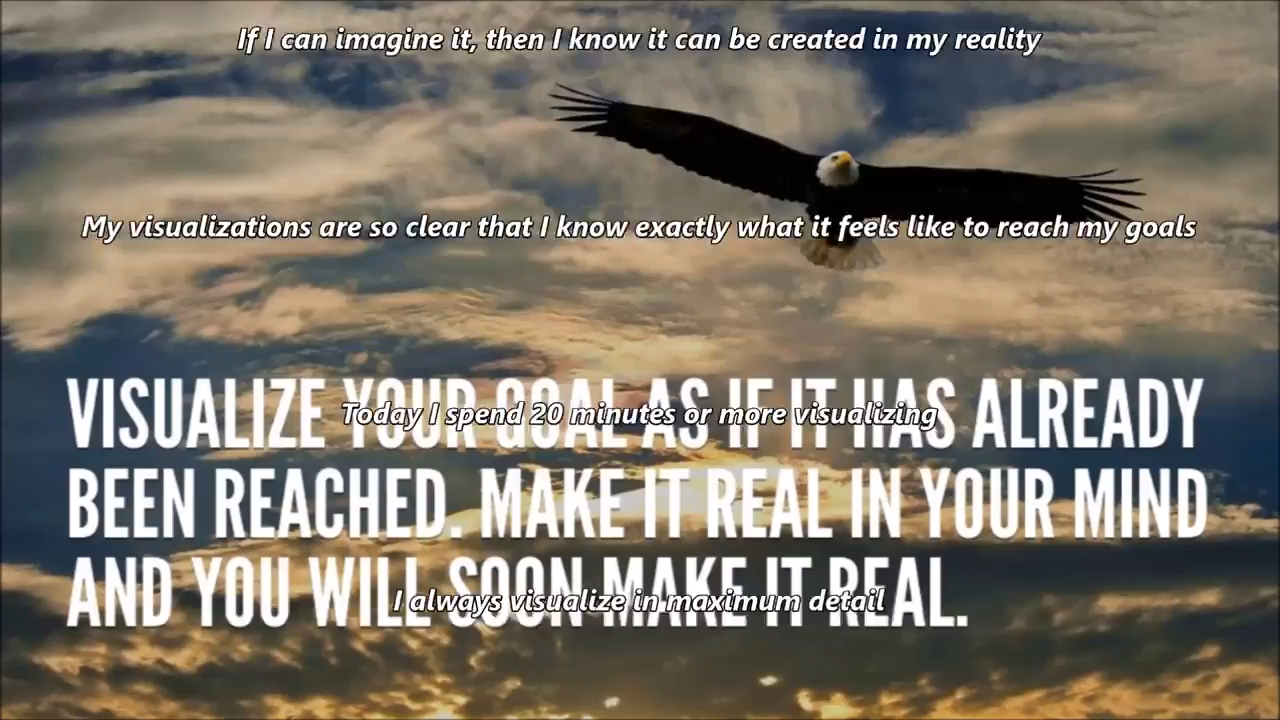 If I can imagine it, then I know it can be created in my reality
My visualizations are so clear that I know exactly what it feels like to reach my goals
VISUALIZE YOUR GOAL AS IF IT HAS ALREADY
Today I spend 20 minutes or more visualizing
BEEN REACHED. MAKE IT REAL IN YOUR MIND
AND YOU WILL SOON MAKE IT REAL.
I always visualize in maximum detail